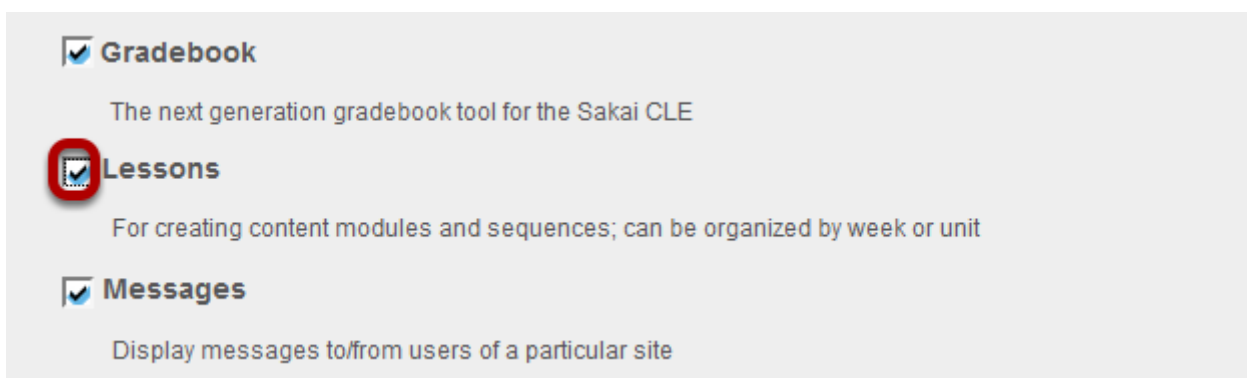 Gradebook
The next generation gradebook tool for the Sakai CLE
Lessons
For creating content modules and sequences; can be organized by week or unit
Messages
Display messages to/from users of a particular site